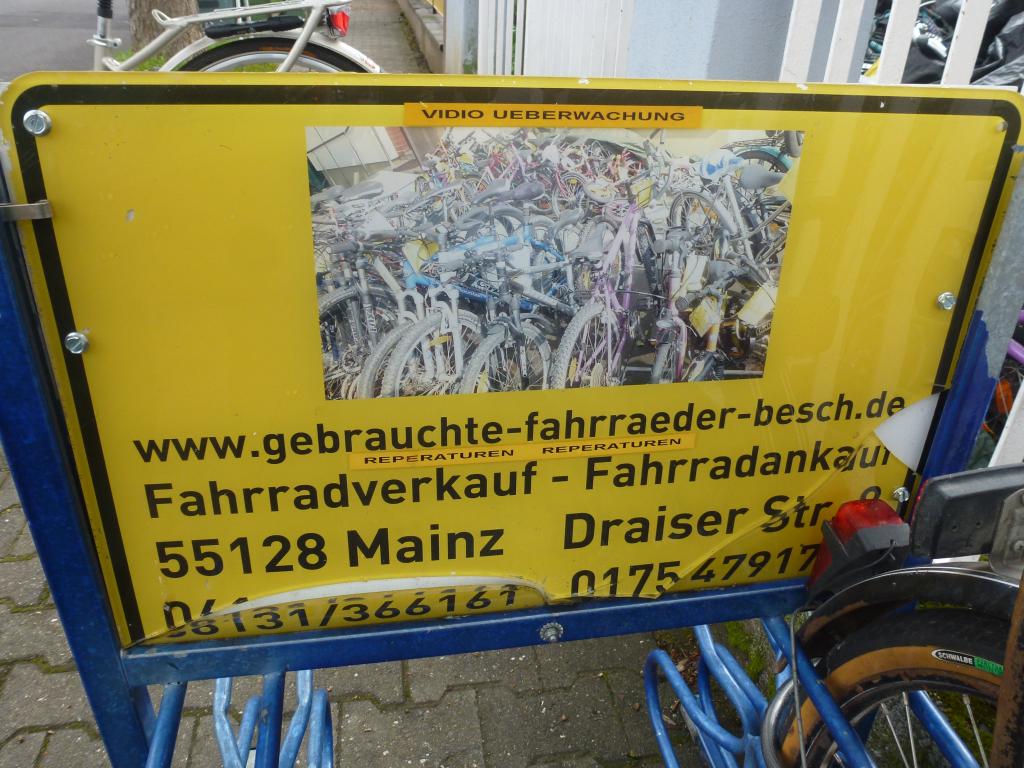 VIDIO UEBERWACHUNG
www.gebrauchte-fahrraeder-besch.de
REPERATUREN REPERATUREN
Fahrradverkauf - Fahrradankauf
55128 Mainz Draiser Str.
/366161 0175 47917
SCHWALBE